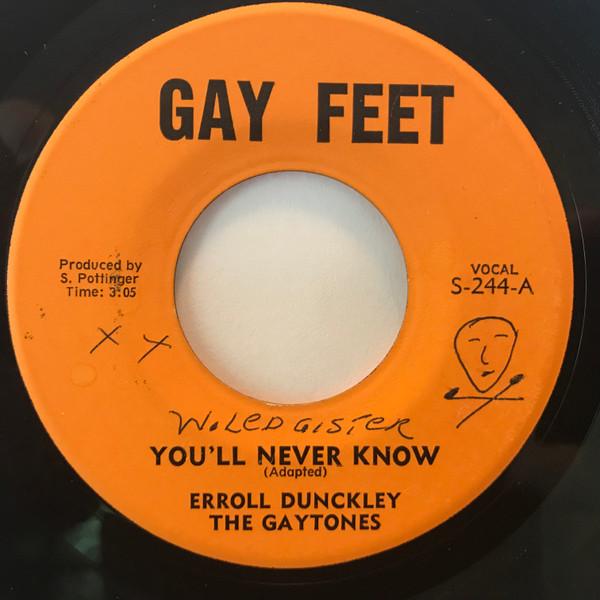 GAY FEET
Produced by
S. Pottinger
Time: 3:05
VOCAL
S-244-A
X X
YOU'LL NEVER KNOW
(Adapted)
ERROLL DUNCKLEY
THE GAYTONES